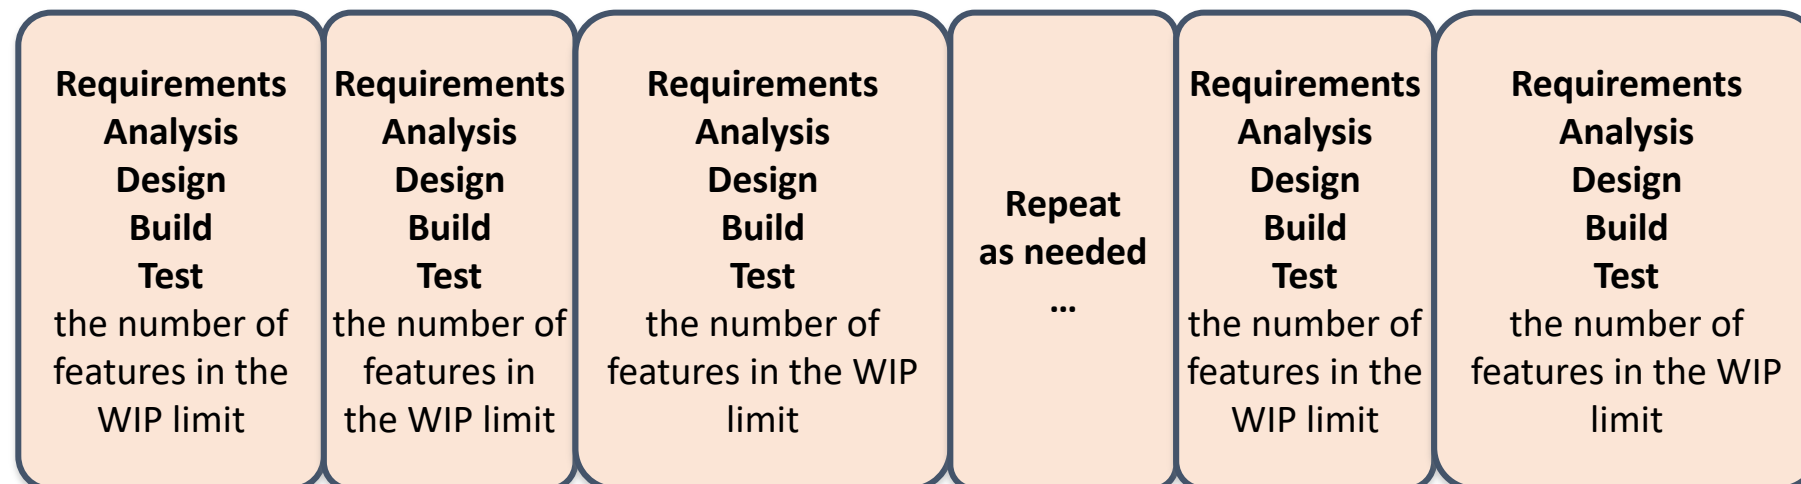 Requirements
Analysis
Design
Build
Test
the number of
features in the
WIP limit
Requirements
Analysis
Design
Build
Test
the number of
features in
the WIP limit
Requirements
Analysis
Design
Build
Test
the number of
features in the WIP
limit
Repeat
as needed
...
Requirements
Analysis
Design
Build
Test
the number of
features in the
WIP limit
Requirements
Analysis
Design
Build
Test
the number of
features in the WIP
limit